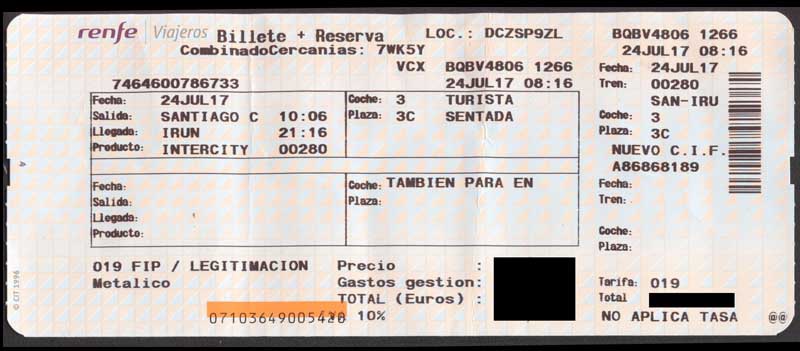 renfe Viajeros Billete + Reserva LOC.: DCZSP9ZL
CombinadoCercanias: 7WK5Y
VCX BQBV4806 1266
7464600786733 24JUL17 08:16
Fecha: 24JUL17 Coche: 3 TURISTA
Salida: SANTIAGO C 10:06 Plaza: 3C SENTADA
Llegada: IRUN 21:16
Producto: INTERCITY 00280
Fecha: Coche: TAMBIEN PARA EN
Salida: Plaza:
Llegada:
Producto:
019 FIP / LEGITIMACION Precio :
Metalico Gastos gestion:
TOTAL (Euros) :
10%
© CIT 1996
4
BQBV4806 1266
24JUL17 08:16
Fecha: 24JUL17
Tren: 00280
SAN-IRU
Coche: 3
Plaza: 3C
NUEVO C.I.F.
A86868189
Fecha:
Tren:
Coche:
Plaza:
Tarifa: 019
Total
NO APLICA TASA @@